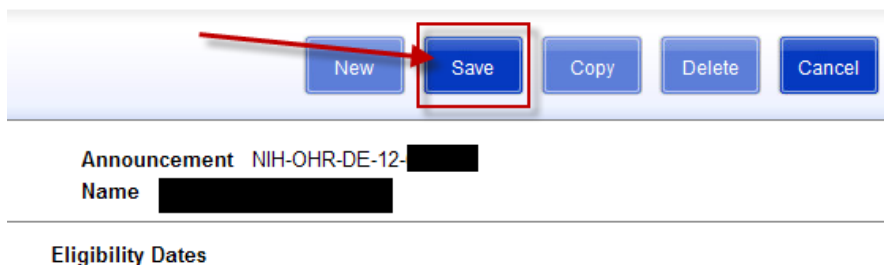 New Save Copy Delete Cancel
Announcement NIH-OHR-DE-12-
Name
Eligibility Dates